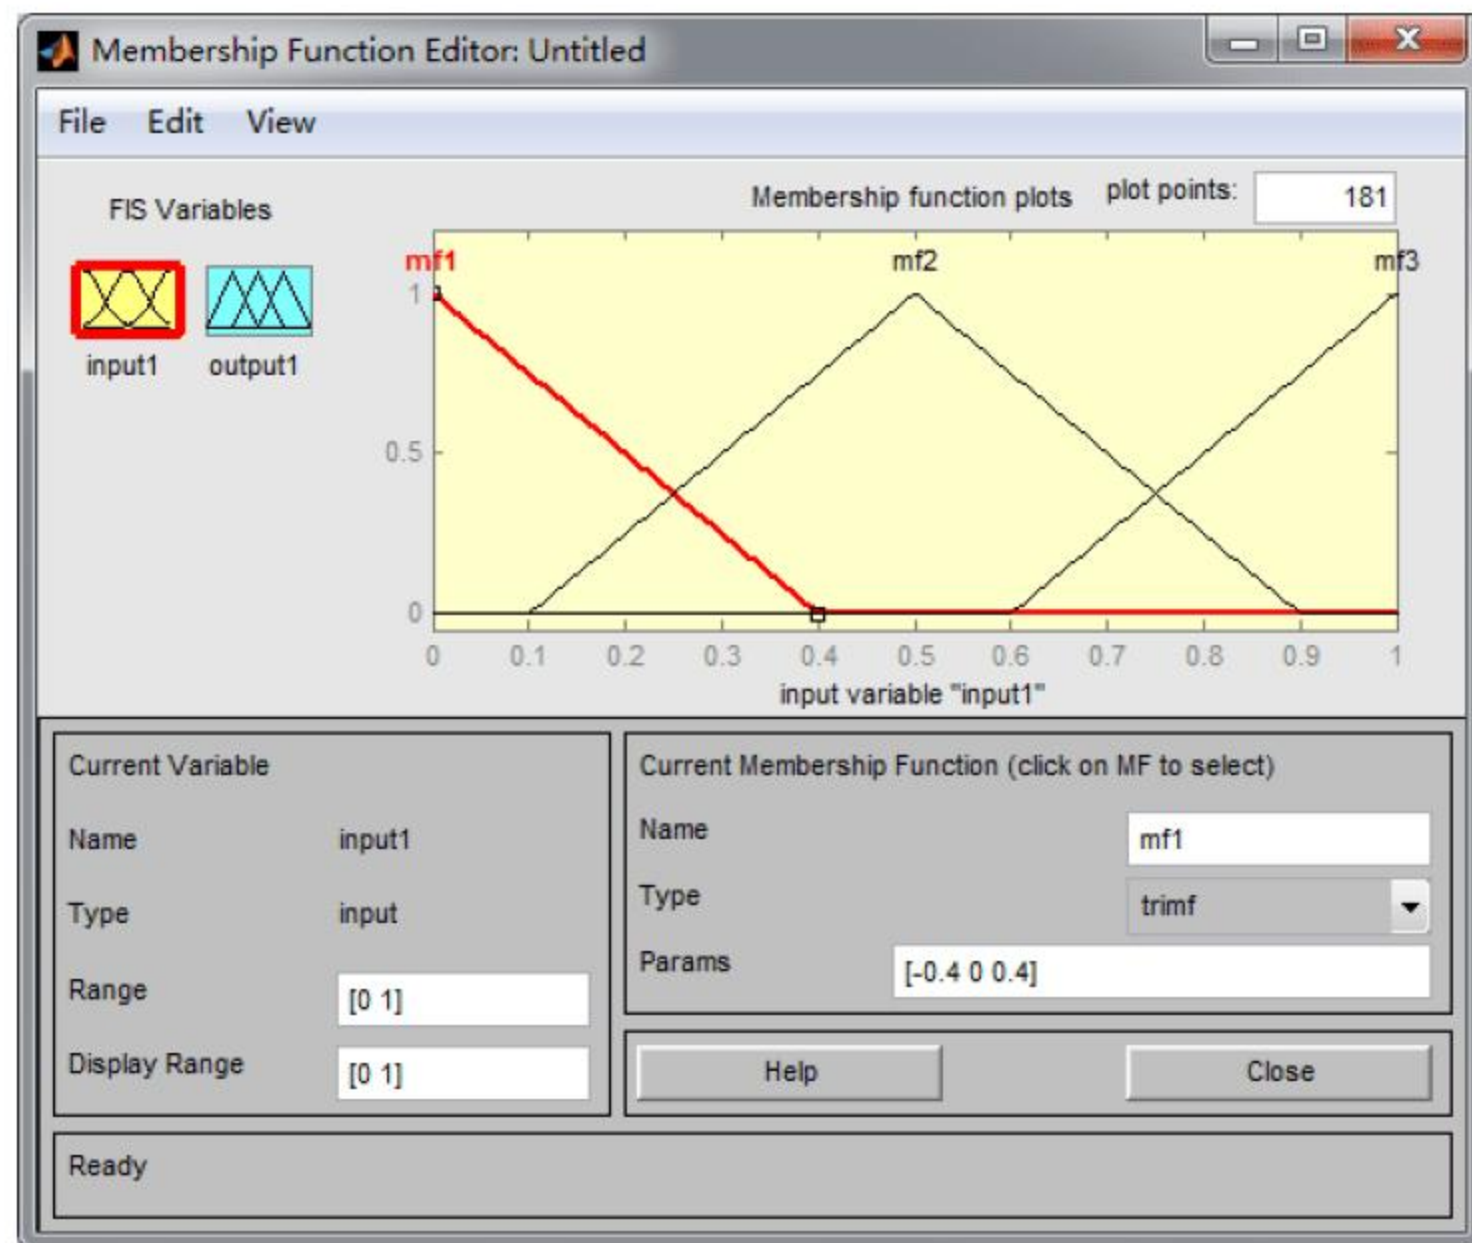 Membership Function Editor: Untitled
File Edit View
FIS Variables
Membership function plots plot points: 181
mf1 mf2 mf3
1
input1 output1
0.5
0
0 0.1 0.2 0.3 0.4 0.5 0.6 0.7 0.8 0.9 1
input variable "input1"
Current Variable
Name input1
Type input
Range [0 1]
Display Range [0 1]
Current Membership Function (click on MF to select)
Name mf1
Type trimf
Params [-0.4 0 0.4]
Help Close
Ready